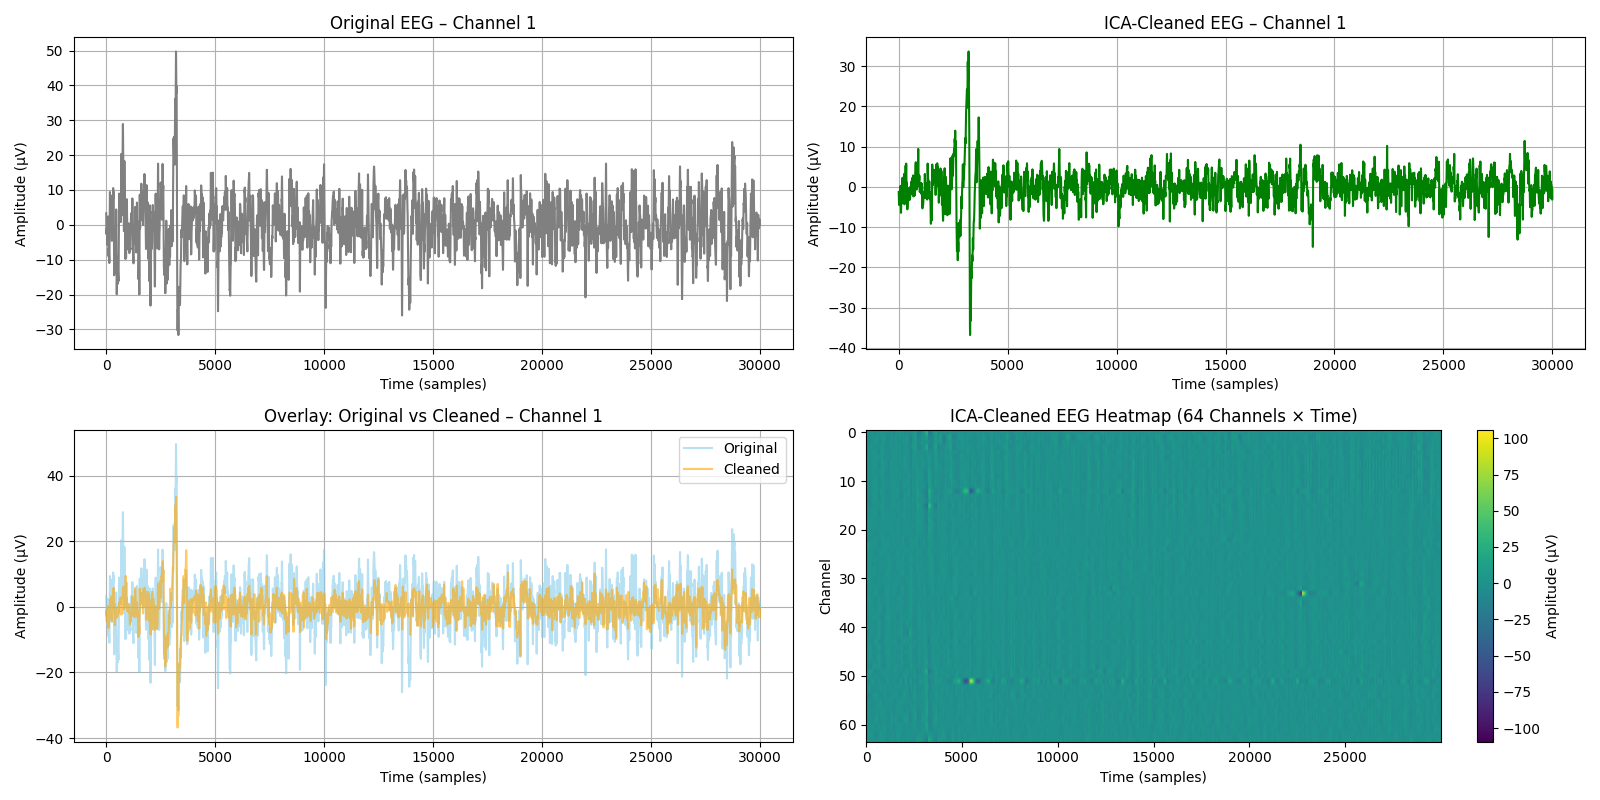 Original EEG – Channel 1
50
40
30
20
10
0
−10
−20
−30
Amplitude (µV)
0 5000 10000 15000 20000 25000 30000
Time (samples)
ICA-Cleaned EEG – Channel 1
30
20
10
0
−10
−20
−30
−40
Amplitude (µV)
0 5000 10000 15000 20000 25000 30000
Time (samples)
Overlay: Original vs Cleaned – Channel 1
Original
Cleaned
40
20
0
−20
−40
Amplitude (µV)
0 5000 10000 15000 20000 25000 30000
Time (samples)
ICA-Cleaned EEG Heatmap (64 Channels × Time)
0
10
20
30
40
50
60
Channel
0 5000 10000 15000 20000 25000
Time (samples)
100
75
50
25
0
−25
−50
−75
−100
Amplitude (µV)